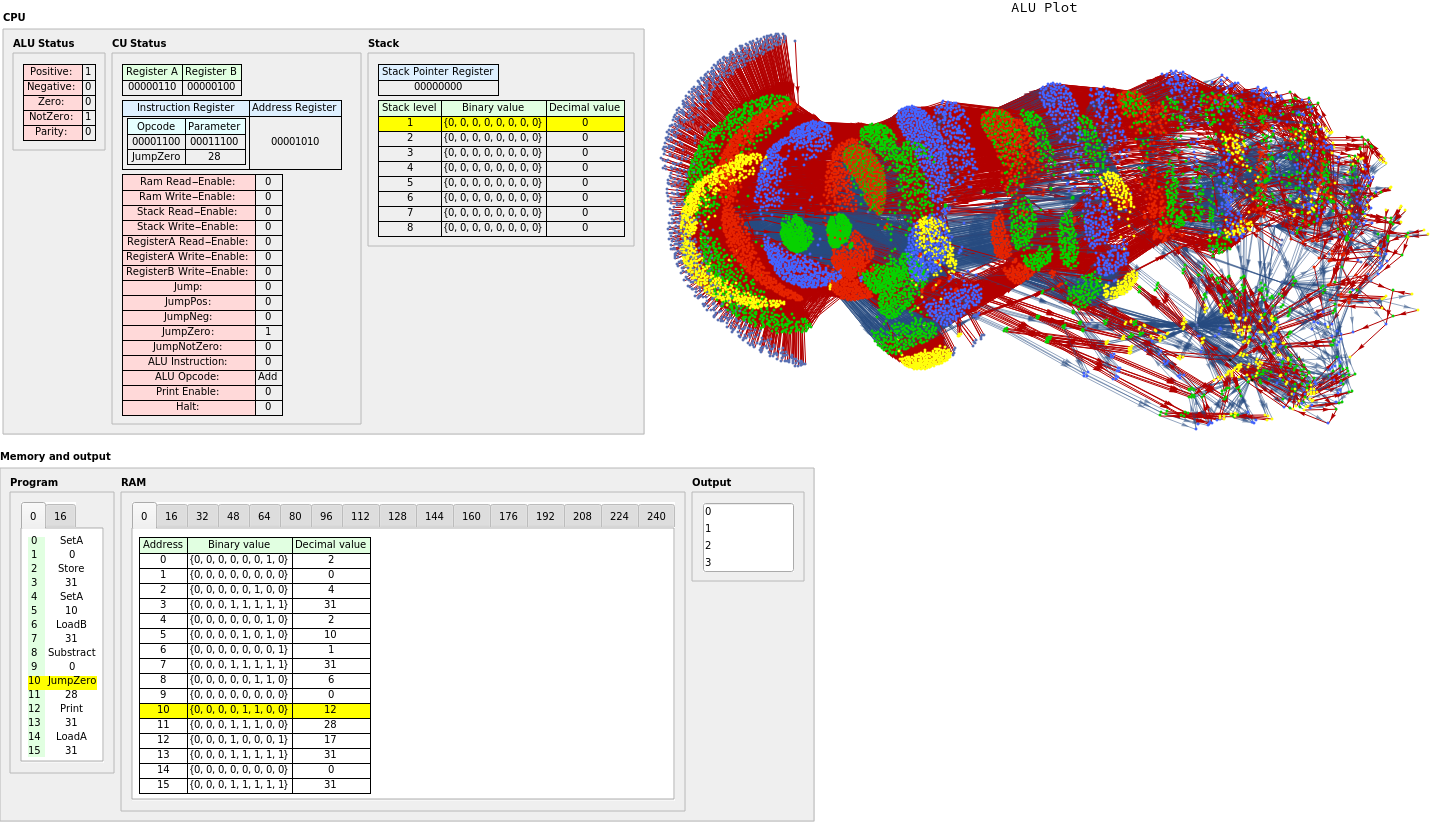 ALU Plot
CPU
ALU Status
Positive: 1
Negative: 0
Zero: 0
NotZero: 1
Parity: 0
CU Status
Register A Register B
00000110 00000100
Instruction Register Address Register
Opcode Parameter
00001100 00011100
JumpZero 28
00001010
Ram Read-Enable: 0
Ram Write-Enable: 0
Stack Read-Enable: 0
Stack Write-Enable: 0
RegisterA Read-Enable: 0
RegisterA Write-Enable: 0
RegisterB Write-Enable: 0
Jump: 0
JumpPos: 0
JumpNeg: 0
JumpZero: 1
JumpNotZero: 0
ALU Instruction: 0
ALU Opcode: Add
Print Enable: 0
Halt: 0
Stack
Stack Pointer Register
00000000
Stack level Binary value Decimal value
1 {0, 0, 0, 0, 0, 0, 0, 0} 0
2 {0, 0, 0, 0, 0, 0, 0, 0} 0
3 {0, 0, 0, 0, 0, 0, 0, 0} 0
4 {0, 0, 0, 0, 0, 0, 0, 0} 0
5 {0, 0, 0, 0, 0, 0, 0, 0} 0
6 {0, 0, 0, 0, 0, 0, 0, 0} 0
7 {0, 0, 0, 0, 0, 0, 0, 0} 0
8 {0, 0, 0, 0, 0, 0, 0, 0} 0
Memory and output
Program
0 16
0 SetA
1 0
2 Store
3 31
4 SetA
5 10
6 LoadB
7 31
8 Substract
9 0
10 JumpZero
11 28
12 Print
13 31
14 LoadA
15 31
RAM
0 16 32 48 64 80 96 112 128 144 160 176 192 208 224 240
Address Binary value Decimal value
0 {0, 0, 0, 0, 0, 0, 1, 0} 2
1 {0, 0, 0, 0, 0, 0, 0, 0} 0
2 {0, 0, 0, 0, 0, 1, 0, 0} 4
3 {0, 0, 0, 1, 1, 1, 1, 1} 31
4 {0, 0, 0, 0, 0, 0, 1, 0} 2
5 {0, 0, 0, 0, 1, 0, 1, 0} 10
6 {0, 0, 0, 0, 0, 0, 0, 1} 1
7 {0, 0, 0, 1, 1, 1, 1, 1} 31
8 {0, 0, 0, 0, 0, 1, 1, 0} 6
9 {0, 0, 0, 0, 0, 0, 0, 0} 0
10 {0, 0, 0, 0, 1, 1, 0, 0} 12
11 {0, 0, 0, 1, 1, 1, 0, 0} 28
12 {0, 0, 0, 1, 0, 0, 0, 1} 17
13 {0, 0, 0, 1, 1, 1, 1, 1} 31
14 {0, 0, 0, 0, 0, 0, 0, 0} 0
15 {0, 0, 0, 1, 1, 1, 1, 1} 31
Output
0
1
2
3